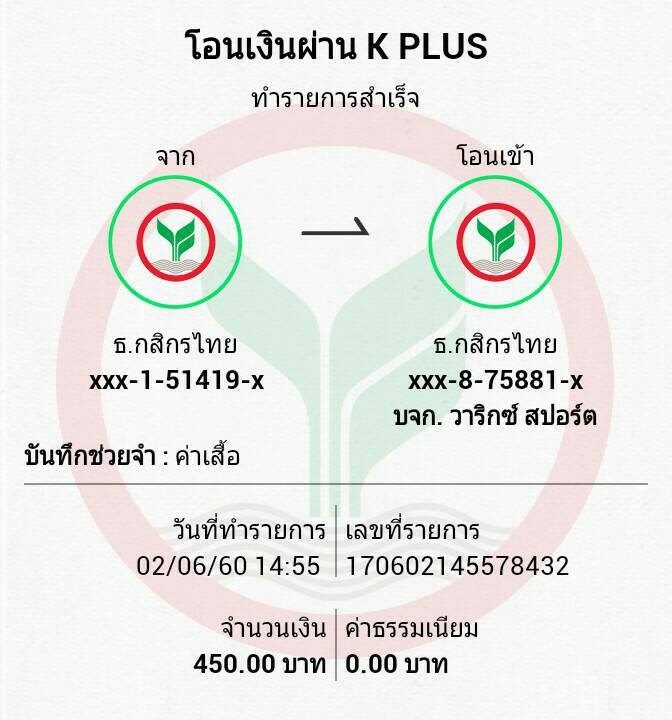 โอนเงินผ่าน K PLUS
ทำรายการสำเร็จ
จาก
โอนเข้า
ธ.กสิกรไทย
xxx-1-51419-x
ธ.กสิกรไทย
xxx-8-75881-x
บจก. วาริกซ์ สปอร์ต
บันทึกช่วยจำ : ค่าเสื้อ
วันที่ทำรายการ
02/06/60 14:55
เลขที่รายการ
170602145578432
จำนวนเงิน
450.00 บาท
ค่าธรรมเนียม
0.00 บาท